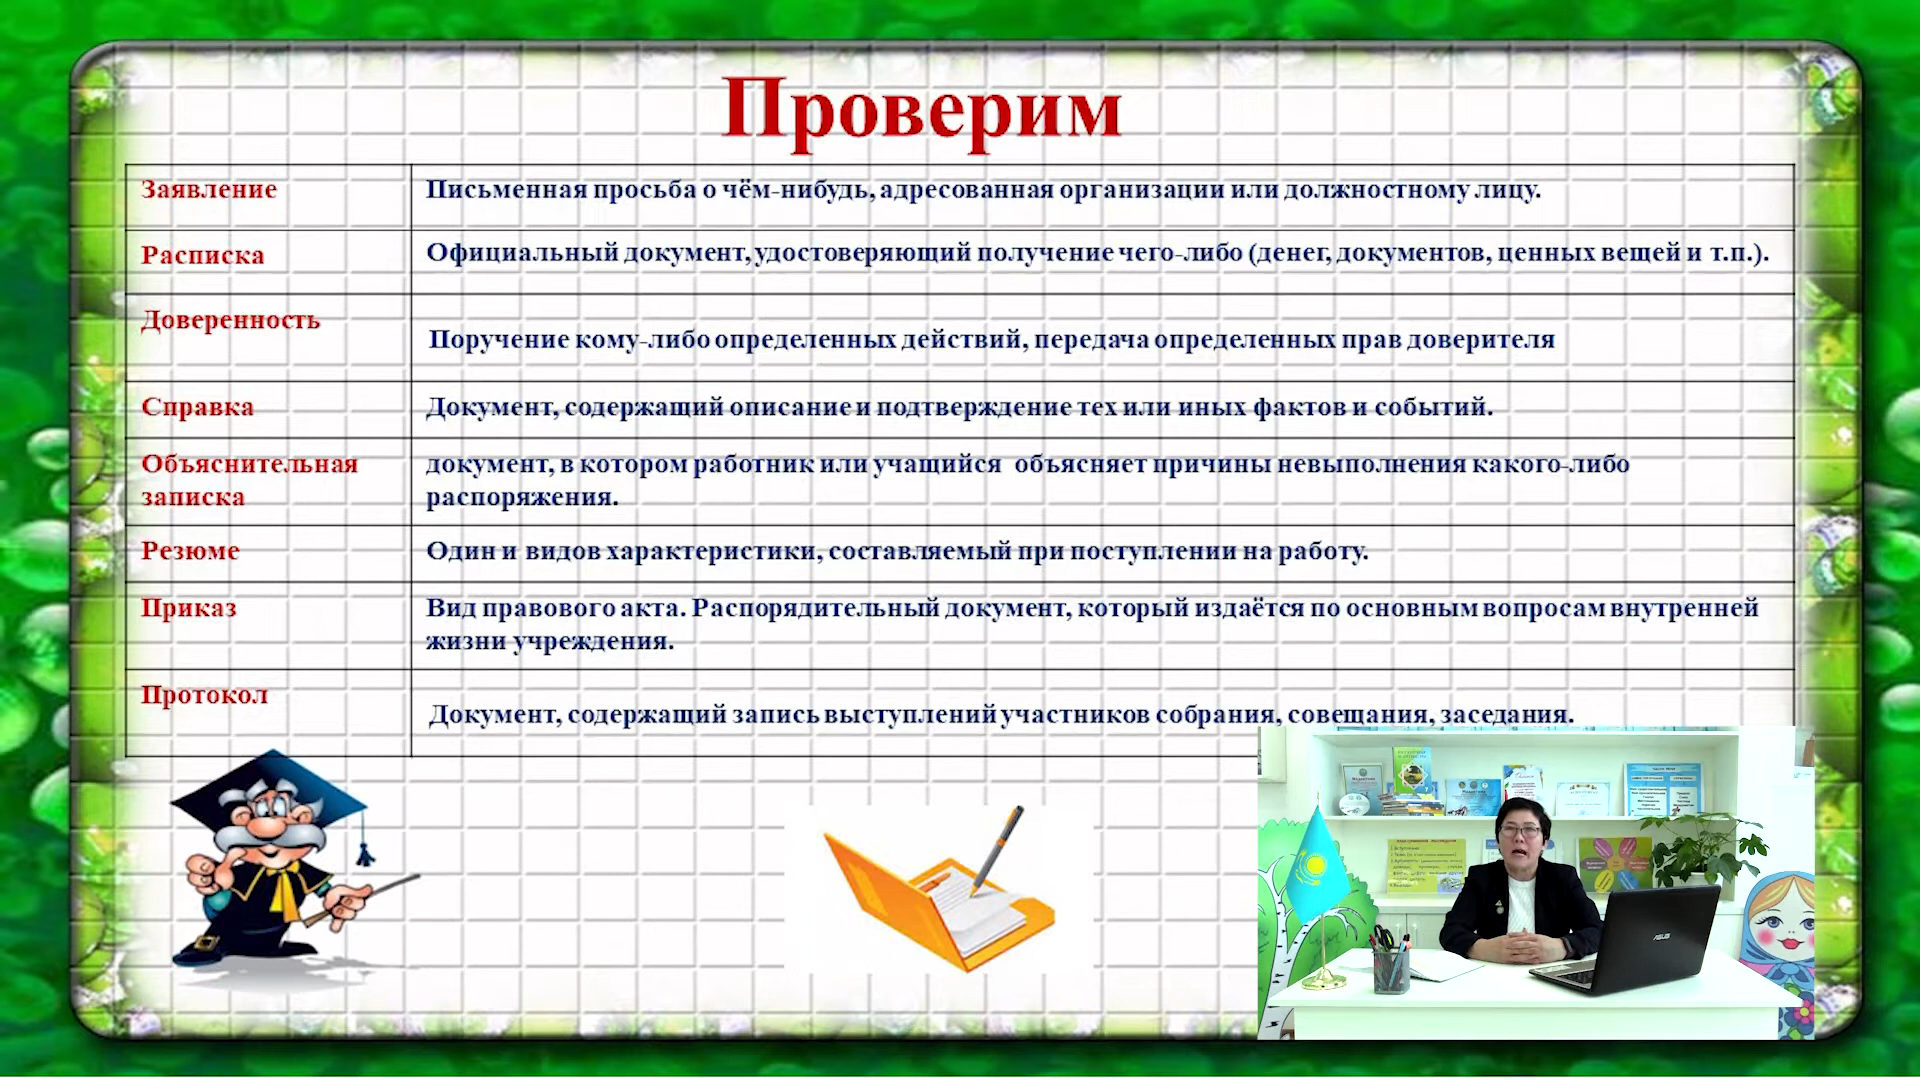 Проверим
Заявление
Письменная просьба о чём-нибудь, адресованная организации или должностному лицу.
Расписка
Официальный документ, удостоверяющий получение чего-либо (денег, документов, ценных вещей и т.п.).
Доверенность
Поручение кому-либо определенных действий, передача определенных прав доверителя
Справка
Документ, содержащий описание и подтверждение тех или иных фактов и событий.
Объяснительная
записка
документ, в котором работник или учащийся объясняет причины невыполнения какого-либо
распоряжения.
Резюме
Один и видов характеристики, составляемый при поступлении на работу.
Приказ
Вид правового акта. Распорядительный документ, который издаётся по основным вопросам внутренней
жизни учреждения.
Протокол
Документ, содержащий запись выступлений участников собрания, совещания, заседания.
ASUS